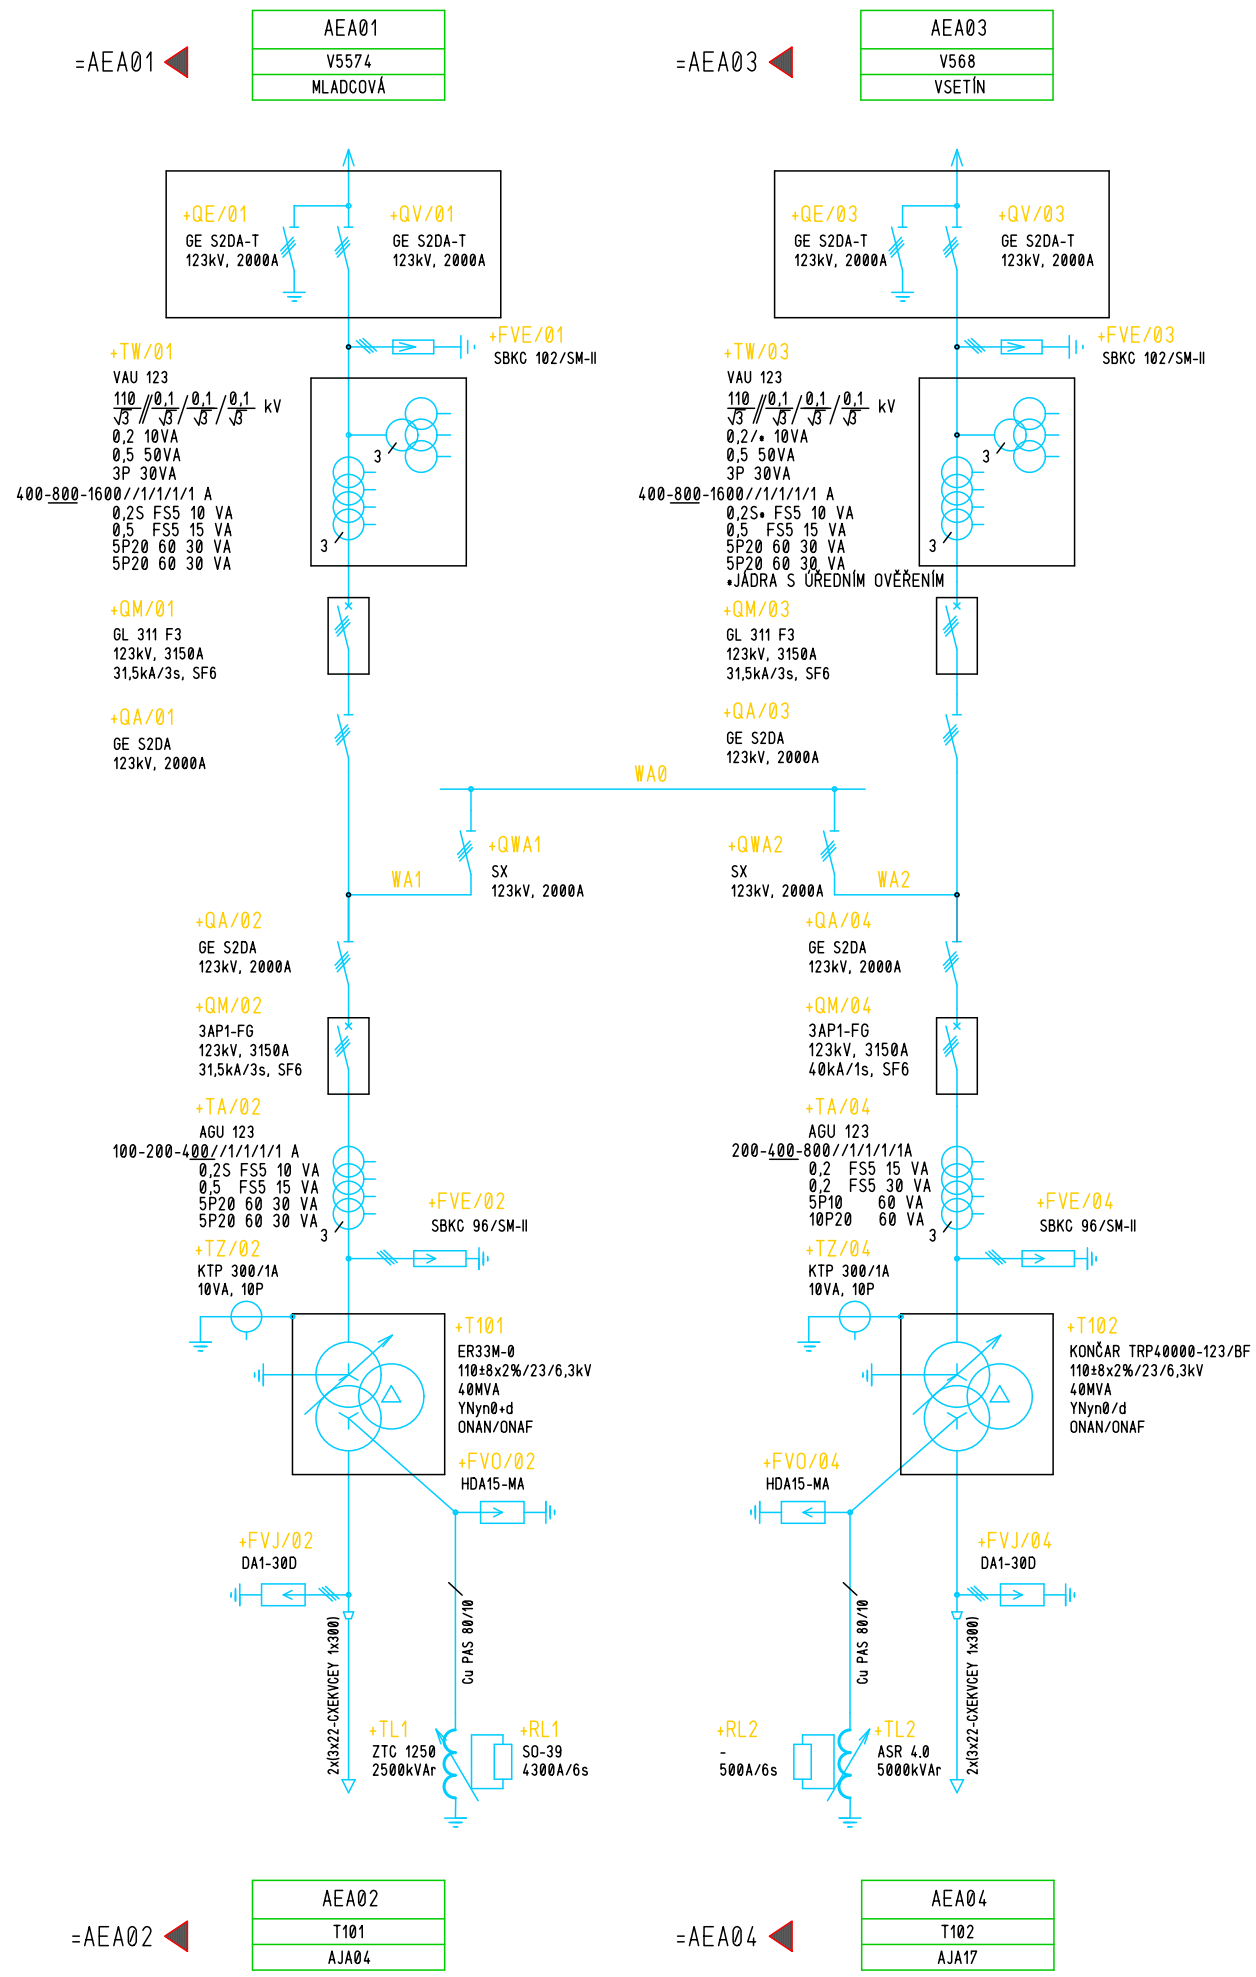 =AEA01
AEA01
V5574
MLADCOVÁ
=AEA03
AEA03
V568
VSETÍN
+QE/01
GE S2DA-T
123kV, 2000A
+QV/01
GE S2DA-T
123kV, 2000A
+QE/03
GE S2DA-T
123kV, 2000A
+QV/03
GE S2DA-T
123kV, 2000A
+FVE/01
SBKC 102/SM-II
+FVE/03
SBKC 102/SM-II
+TW/01
VAU 123
110/√3 // 0,1/√3 / 0,1/√3 / 0,1/√3 kV
0,2 10VA
0,5 50VA
3P 30VA
400-800-1600//1/1/1/1 A
0,2S FS5 10 VA
0,5 FS5 15 VA
5P20 60 30 VA
5P20 60 30 VA
3
3
+TW/03
VAU 123
110/√3 // 0,1/√3 / 0,1/√3 / 0,1/√3 kV
0,2/* 10VA
0,5 50VA
3P 30VA
400-800-1600//1/1/1/1 A
0,2S* FS5 10 VA
0,5 FS5 15 VA
5P20 60 30 VA
5P20 60 30 VA
*JÁDRA S ÚŘEDNÍM OVĚŘENÍM
3
3
+QM/01
GL 311 F3
123kV, 3150A
31,5kA/3s, SF6
+QM/03
GL 311 F3
123kV, 3150A
31,5kA/3s, SF6
+QA/01
GE S2DA
123kV, 2000A
+QA/03
GE S2DA
123kV, 2000A
WA0
+QWA1
SX
123kV, 2000A
+QWA2
SX
123kV, 2000A
WA1
WA2
+QA/02
GE S2DA
123kV, 2000A
+QA/04
GE S2DA
123kV, 2000A
+QM/02
3AP1-FG
123kV, 3150A
31,5kA/3s, SF6
+QM/04
3AP1-FG
123kV, 3150A
40kA/1s, SF6
+TA/02
AGU 123
100-200-400//1/1/1/1 A
0,2S FS5 10 VA
0,5 FS5 15 VA
5P20 60 30 VA
5P20 60 30 VA
3
+TA/04
AGU 123
200-400-800//1/1/1/1A
0,2 FS5 15 VA
0,2 FS5 30 VA
5P10 60 VA
10P20 60 VA
3
+FVE/02
SBKC 96/SM-II
+FVE/04
SBKC 96/SM-II
+TZ/02
KTP 300/1A
10VA, 10P
+TZ/04
KTP 300/1A
10VA, 10P
+T101
ER33M-0
110±8x2%/23/6,3kV
40MVA
YNyn0+d
ONAN/ONAF
+T102
KONČAR TRP40000-123/BF
110±8x2%/23/6,3kV
40MVA
YNyn0/d
ONAN/ONAF
+FVO/02
HDA15-MA
+FVO/04
HDA15-MA
+FVJ/02
DA1-30D
+FVJ/04
DA1-30D
2x(3x22-CXEKVCEY 1x300)
Cu PAS 80/10
Cu PAS 80/10
2x(3x22-CXEKVCEY 1x300)
+TL1
ZTC 1250
2500kVAr
+RL1
SO-39
4300A/6s
+RL2
-
500A/6s
+TL2
ASR 4.0
5000kVAr
=AEA02
AEA02
T101
AJA04
=AEA04
AEA04
T102
AJA17